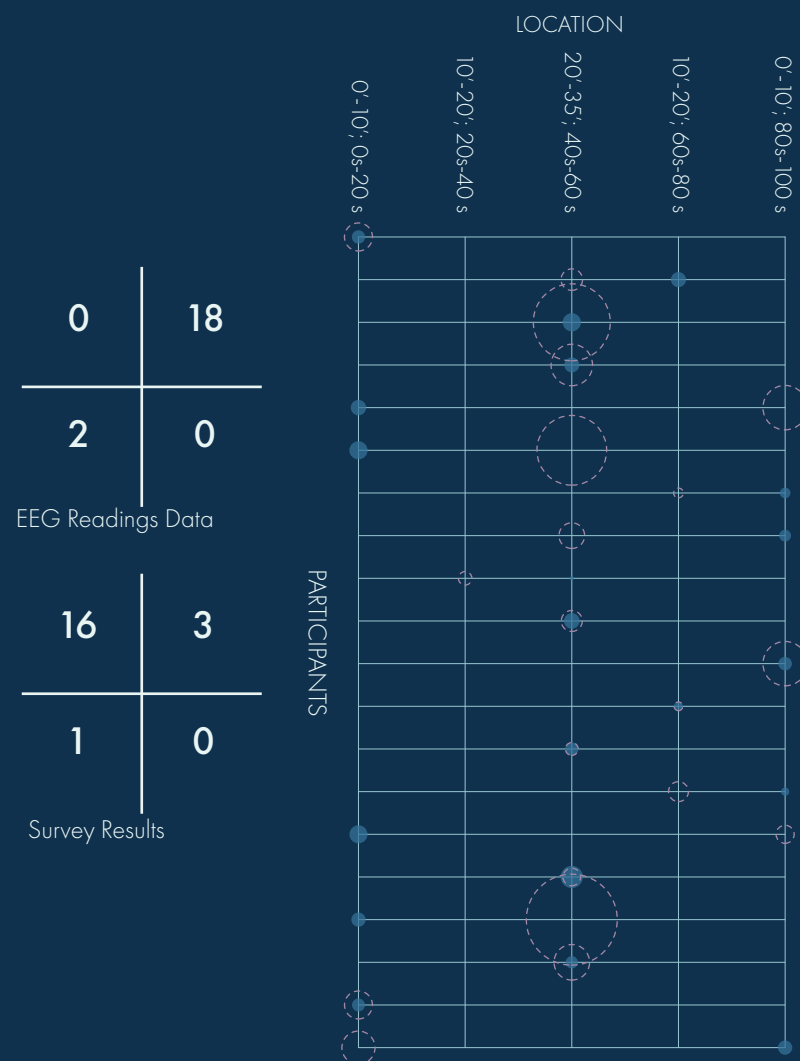 LOCATION
0'-10'; 0s-20 s
10'-20'; 20s-40 s
20'-35'; 40s-60 s
10'-20'; 60s-80 s
0'-10'; 80s-100 s
0 18
2 0
EEG Readings Data
16 3
1 0
Survey Results
PARTICIPANTS